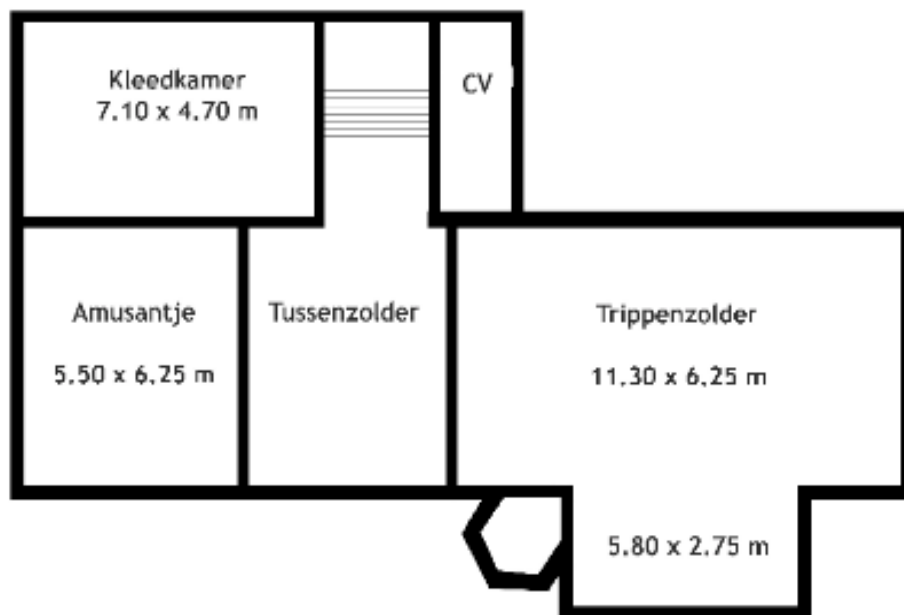 Kleedkamer
7.10 x 4.70 m
CV
Amusantje
5.50 x 6.25 m
Tussenzolder
Trippenzolder
11.30 x 6.25 m
5.80 x 2.75 m